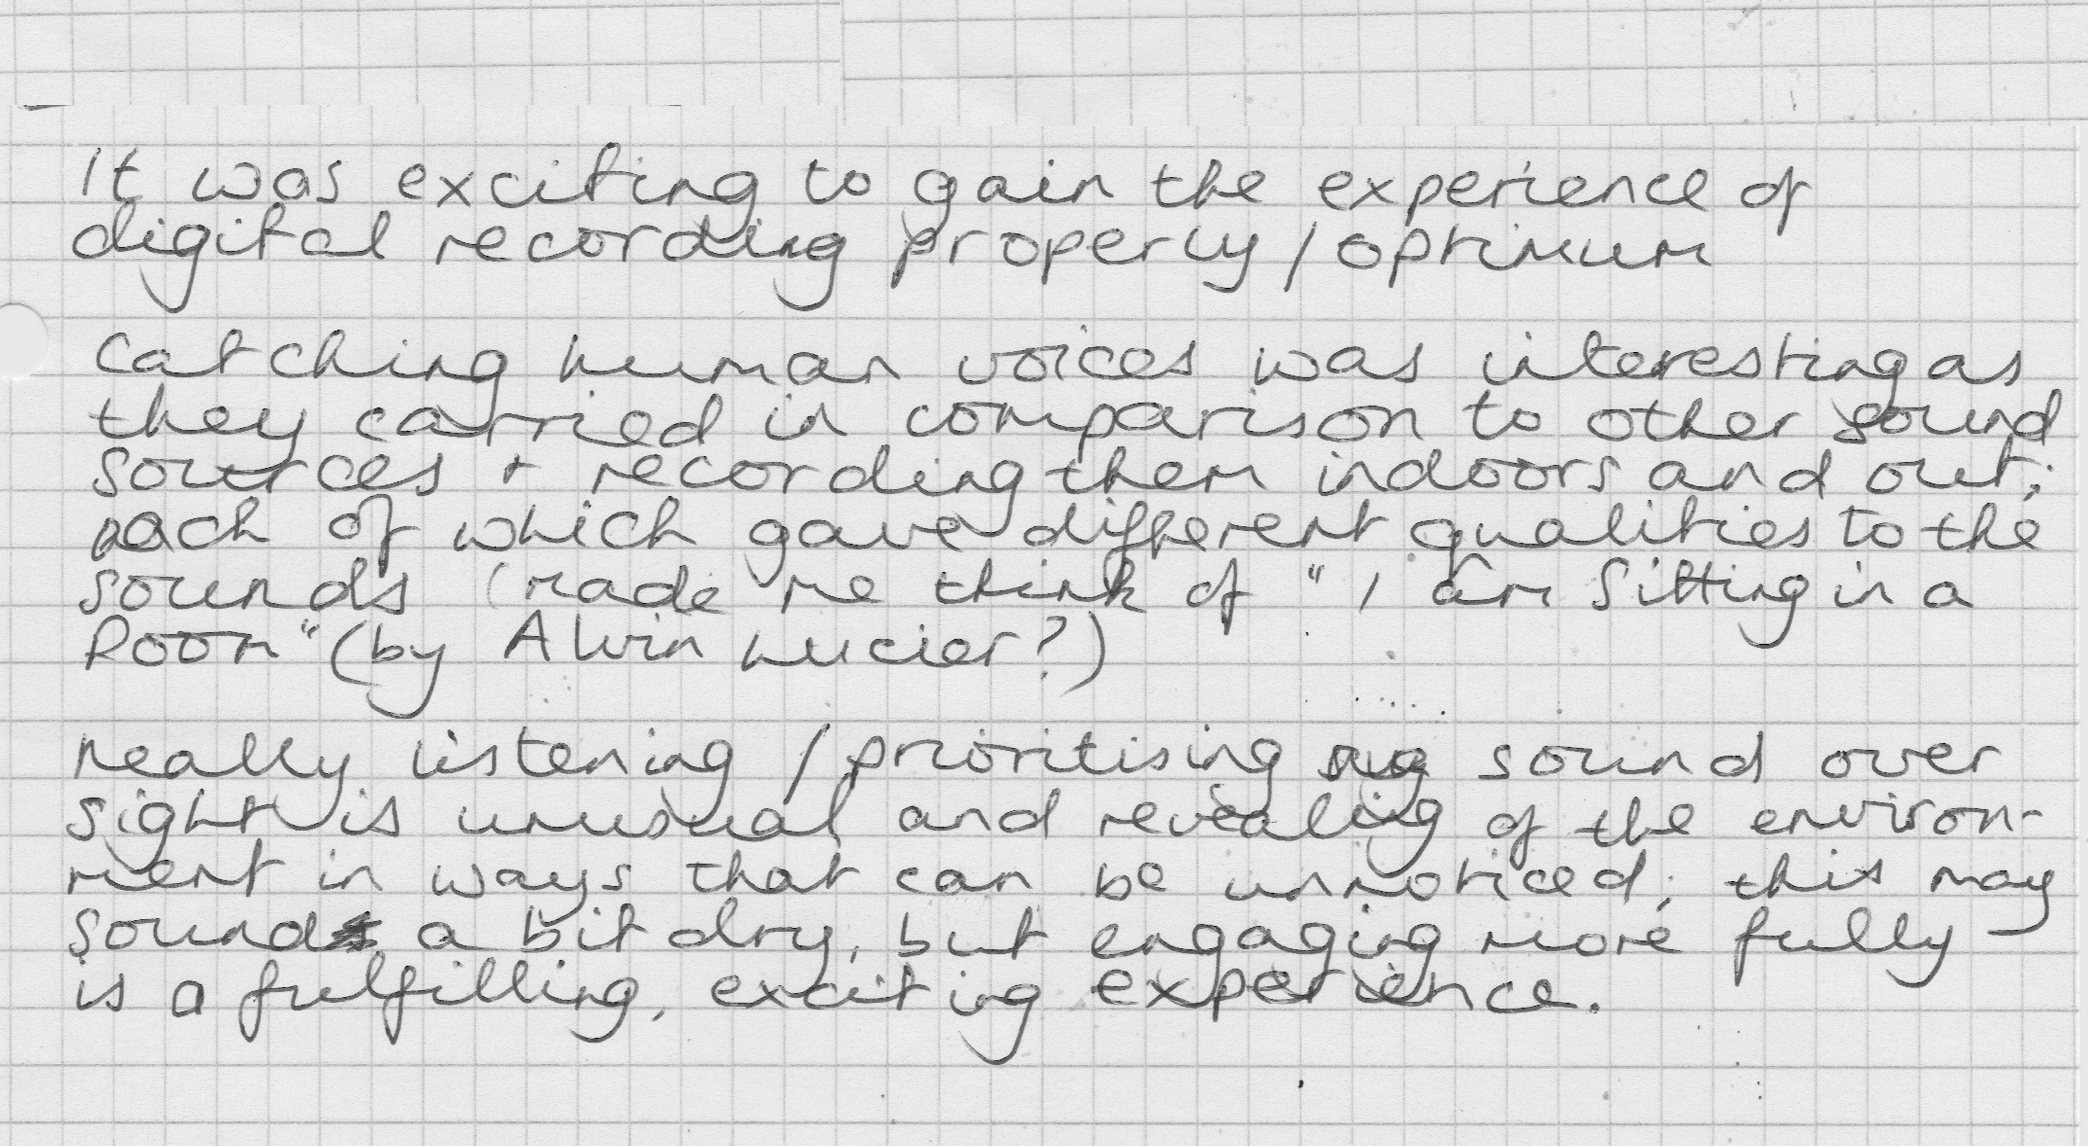 It was exciting to gain the experience of
digital recording properly / optimum
Catching human voices was interesting as
they carried in comparison to other sound
sources + recording them indoors and out;
each of which gave different qualities to the
sounds (made me think of "I am Sitting in a
Room" (by Alvin Lucier?)
Really listening / prioritising sound over
sight is unusual and revealing of the environ-
ment in ways that can be unnoticed; this may
sound a bit dry, but engaging more fully
is a fulfilling, exciting experience.